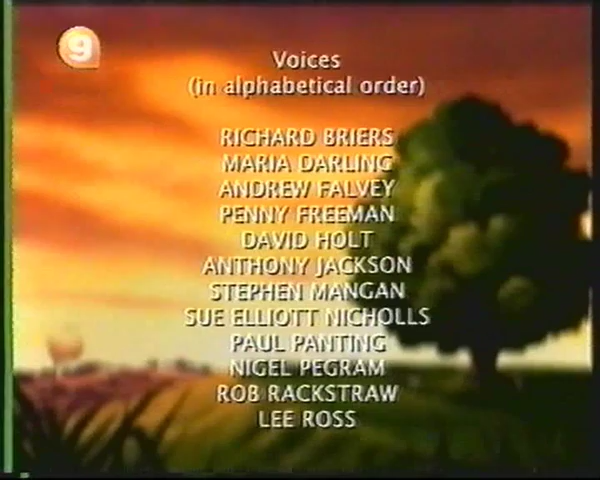 9
Voices
(in alphabetical order)
RICHARD BRIERS
MARIA DARLING
ANDREW FALVEY
PENNY FREEMAN
DAVID HOLT
ANTHONY JACKSON
STEPHEN MANGAN
SUE ELLIOTT NICHOLLS
PAUL PANTING
NIGEL PEGRAM
ROB RACKSTRAW
LEE ROSS